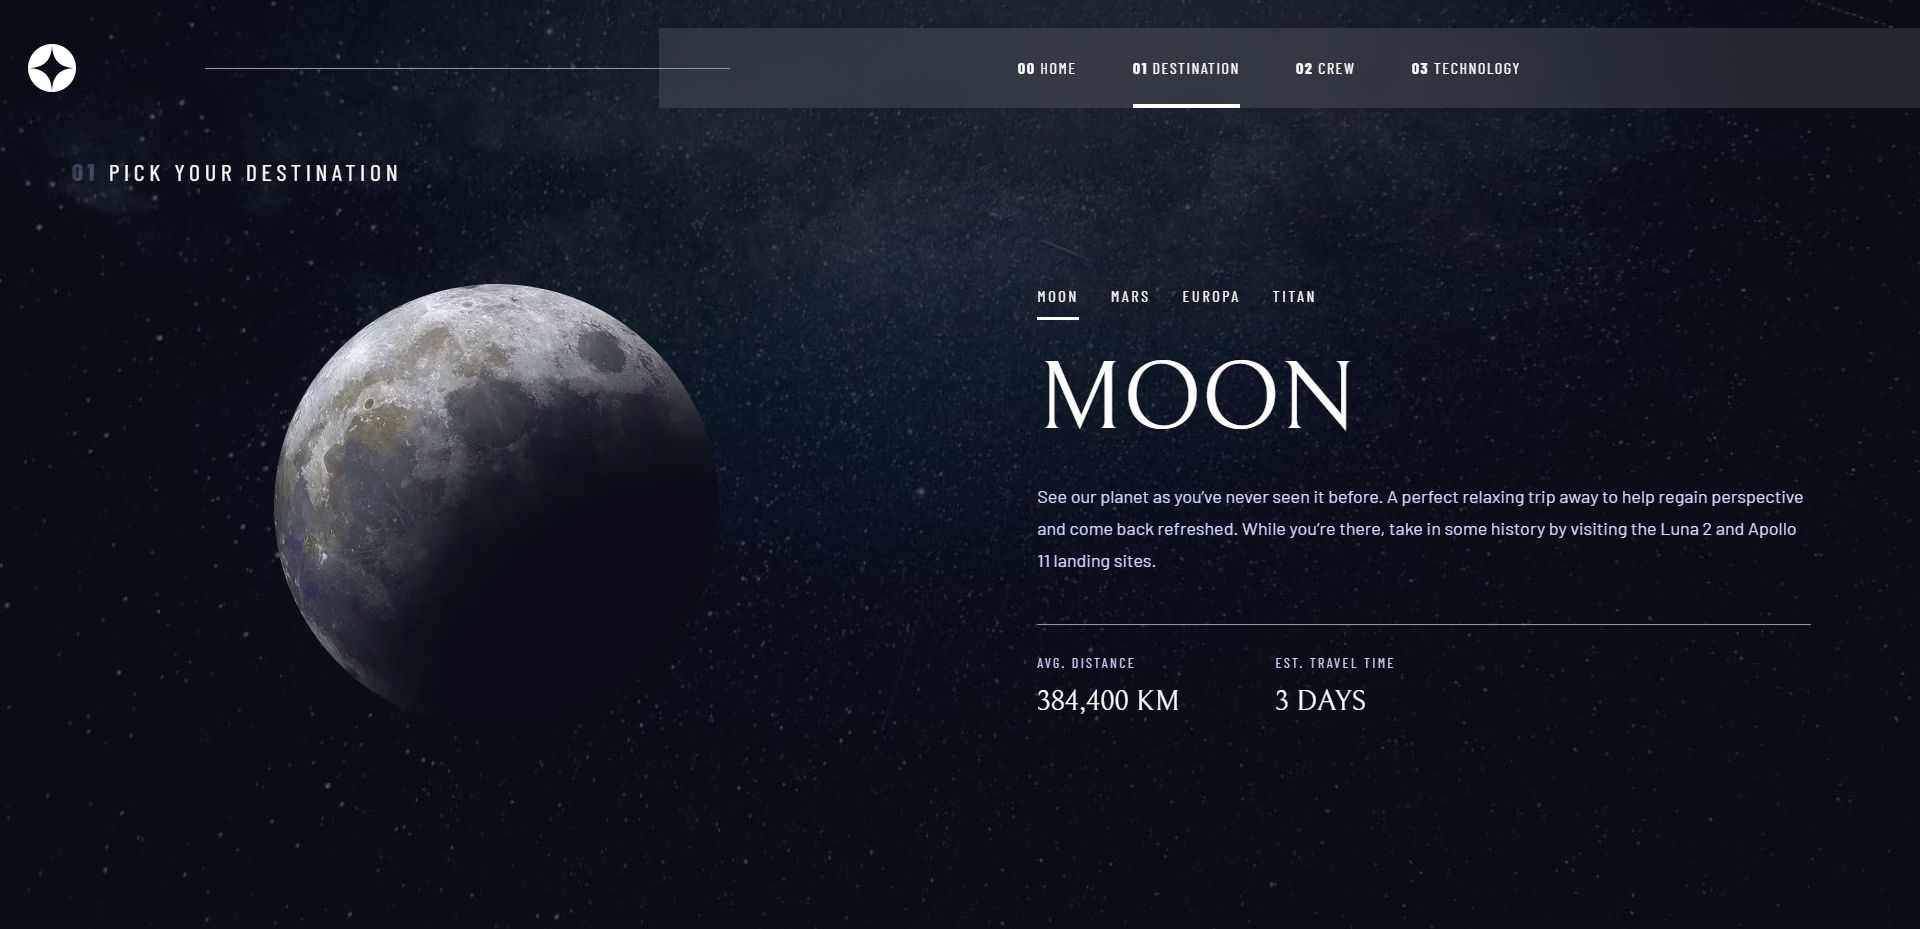 00 HOME 01 DESTINATION 02 CREW 03 TECHNOLOGY
01 PICK YOUR DESTINATION
MOON MARS EUROPA TITAN
MOON
See our planet as you’ve never seen it before. A perfect relaxing trip away to help regain perspective
and come back refreshed. While you’re there, take in some history by visiting the Luna 2 and Apollo
11 landing sites.
AVG. DISTANCE EST. TRAVEL TIME
384,400 KM 3 DAYS